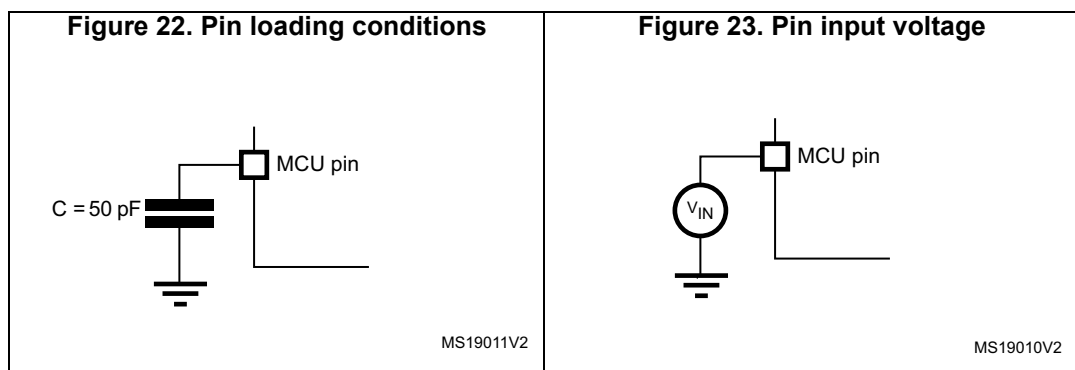 Figure 22. Pin loading conditions
MCU pin
C = 50 pF
MS19011V2
Figure 23. Pin input voltage
MCU pin
VIN
MS19010V2